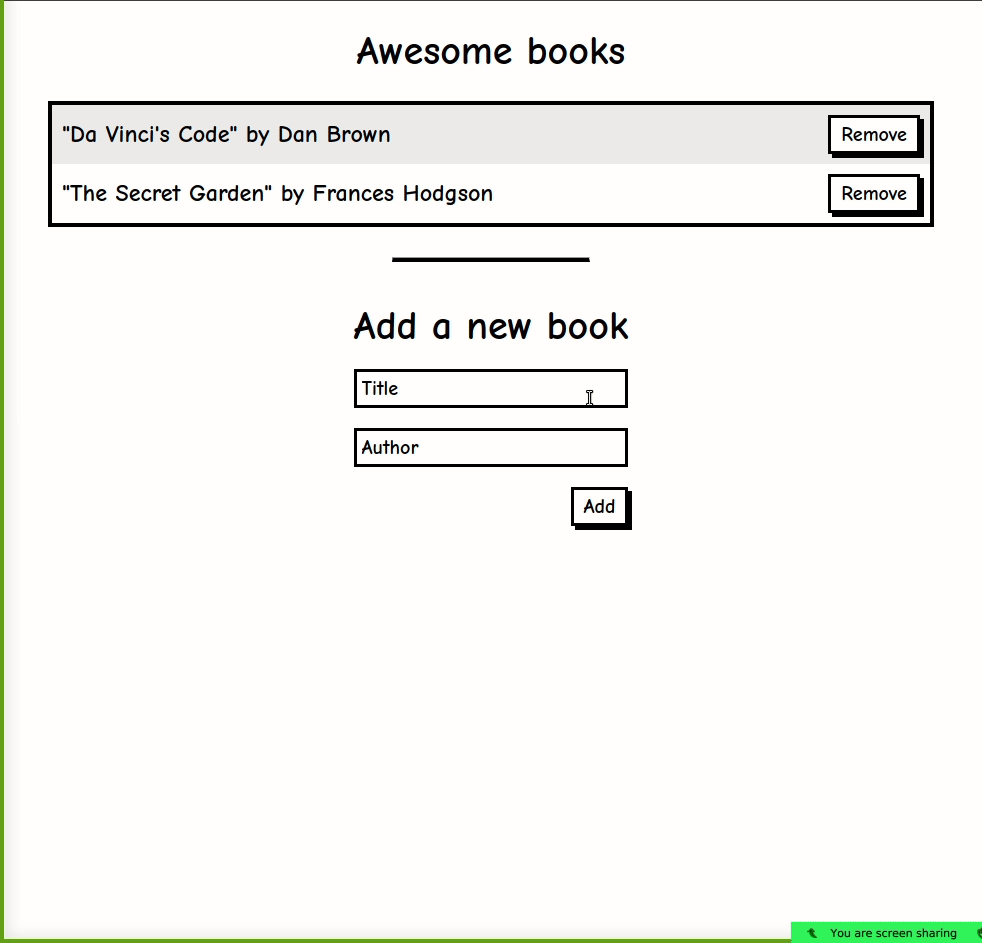 Awesome books
"Da Vinci's Code" by Dan Brown
Remove
"The Secret Garden" by Frances Hodgson
Remove
Add a new book
Title
Author
Add
You are screen sharing